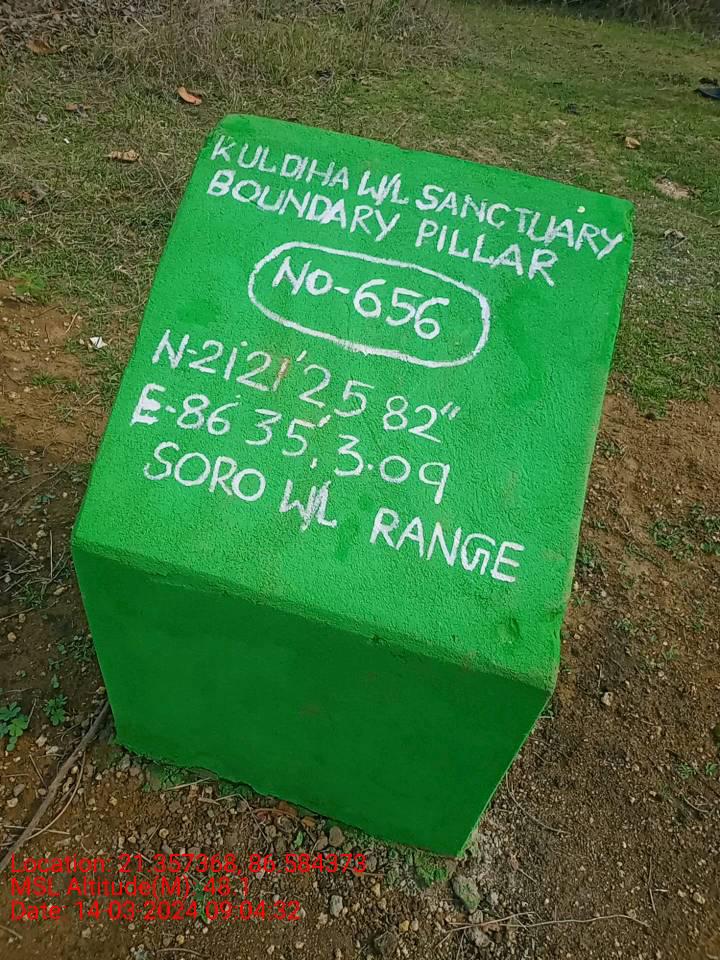 KULDIHA W/L SANCTUARY
BOUNDARY PILLAR
NO-656
N-21°21'25 82"
E-86 35' 3.09
SORO W/L RANGE
Location: 21.357368, 86.584373
MSL Altitude(M) 48.1
Date: 14 03 2024 09:04:32